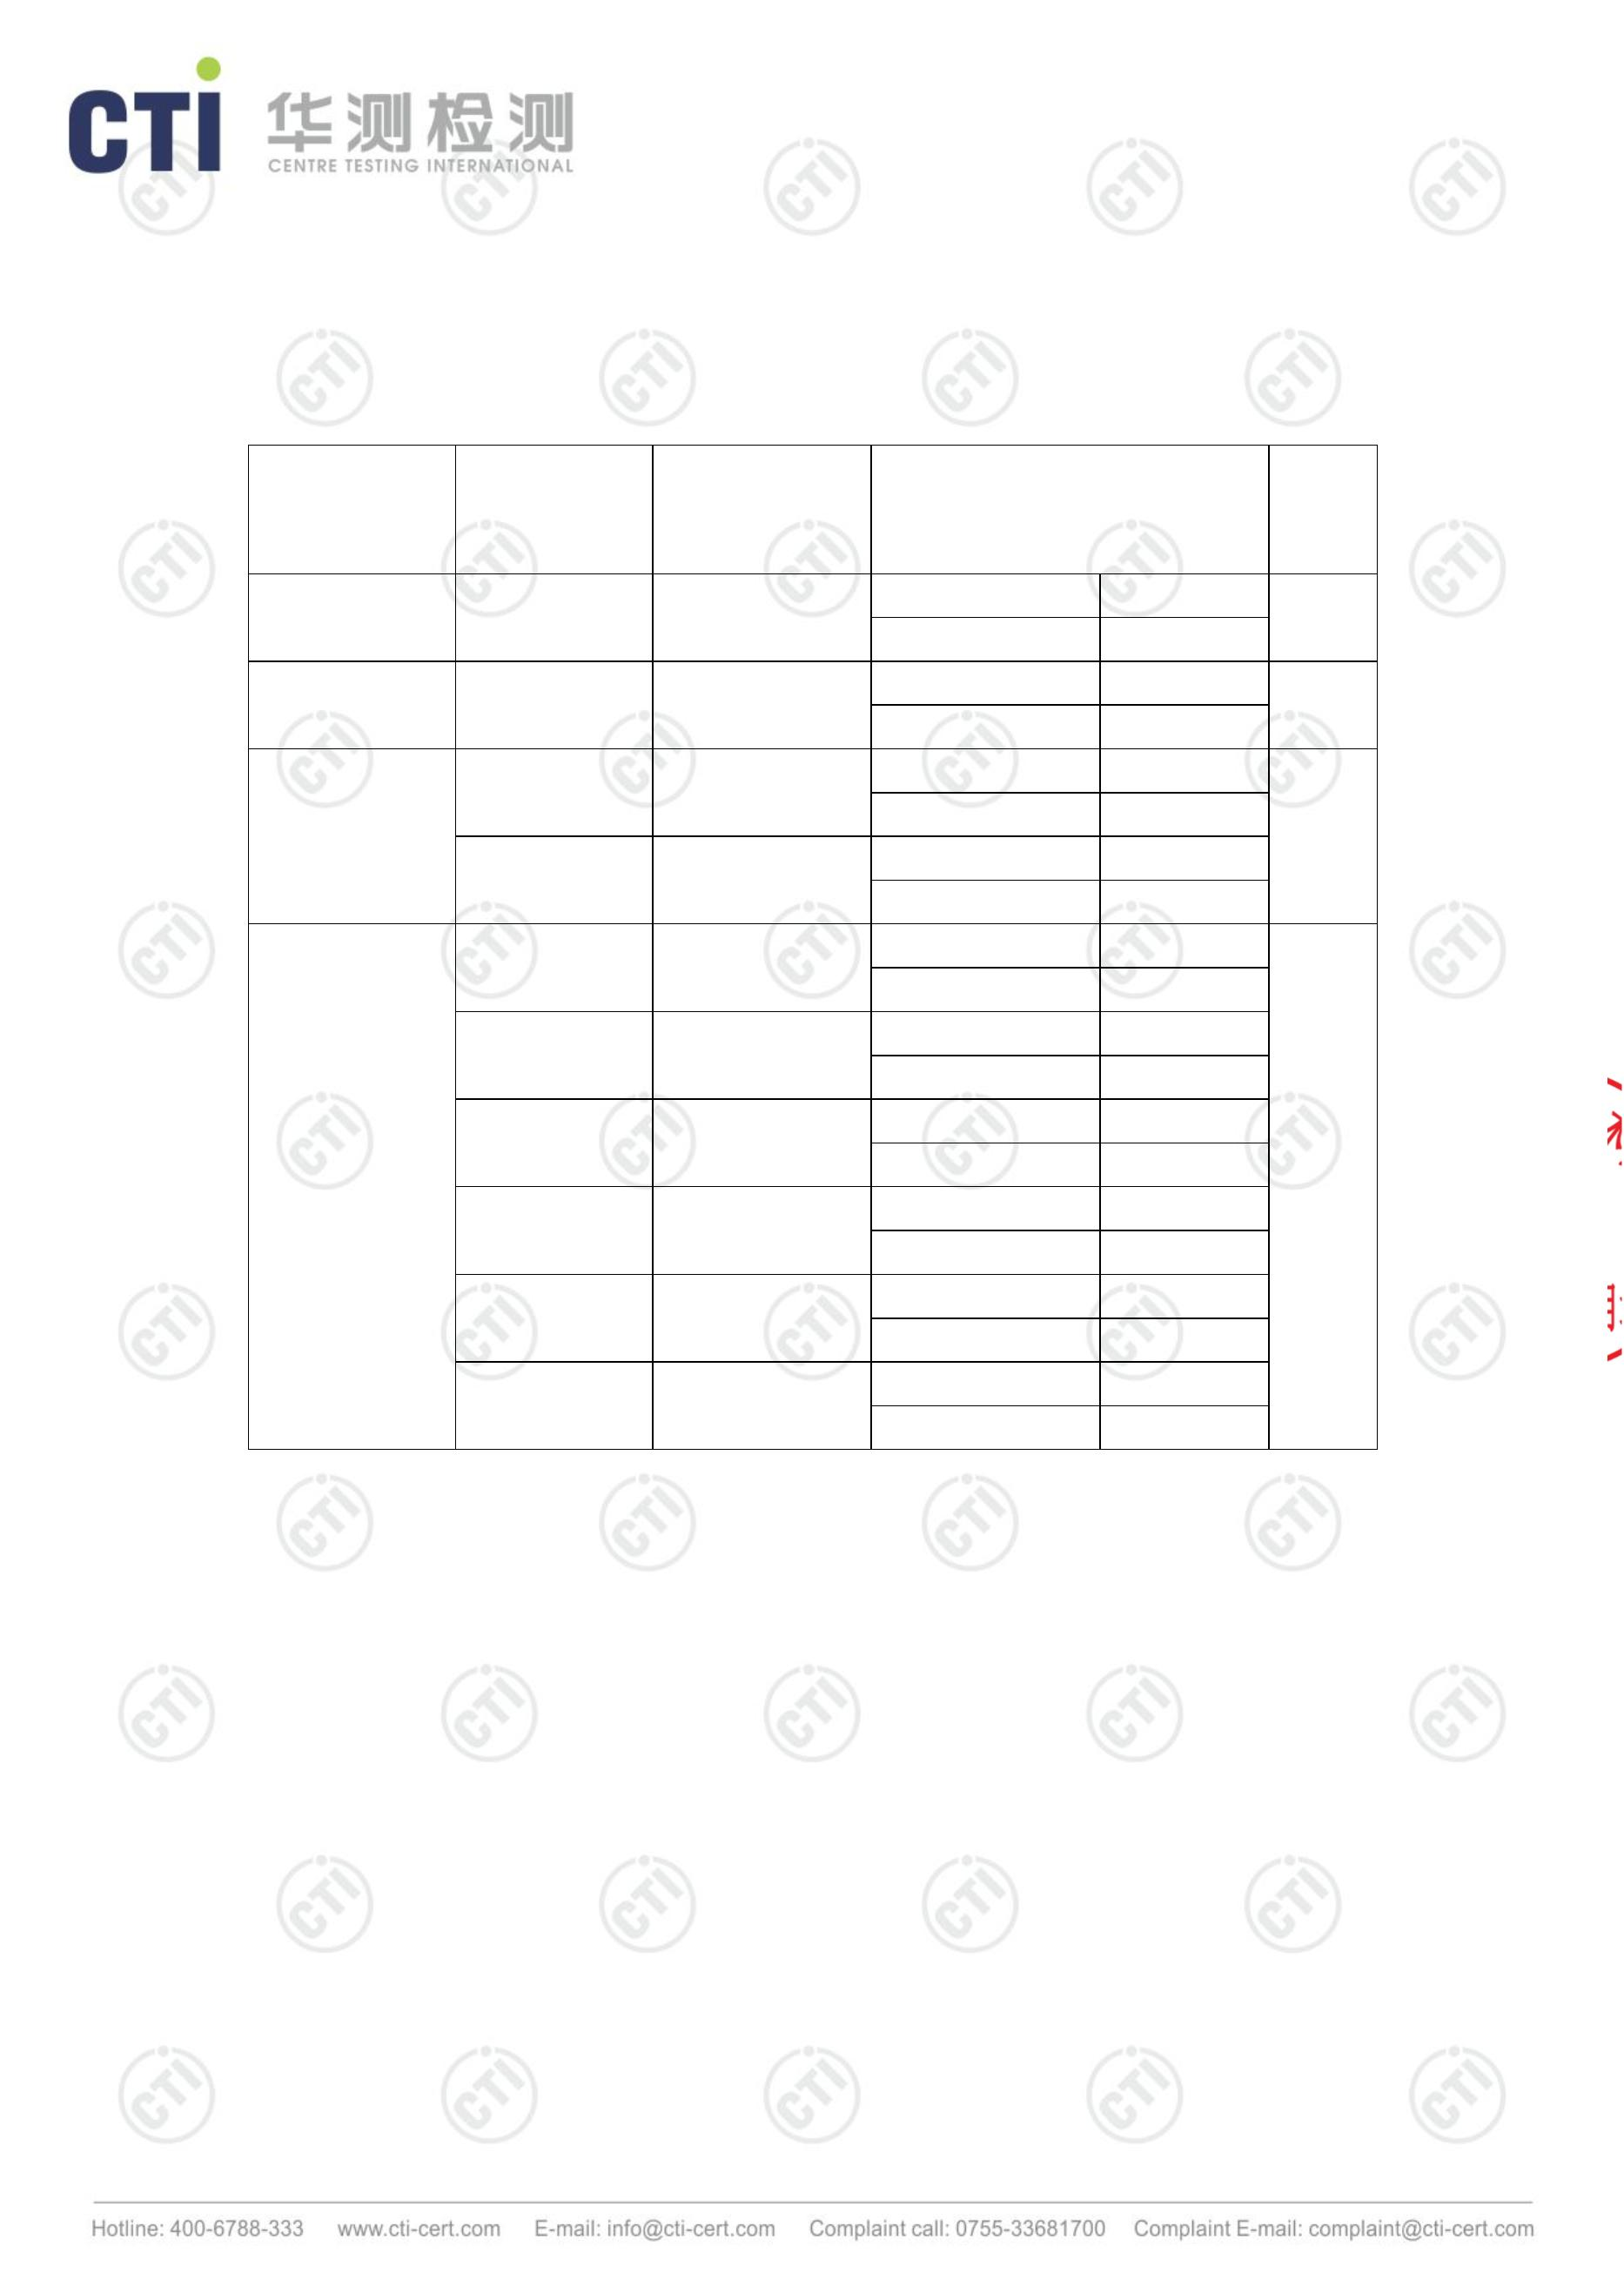 CTI 华测检测
CENTRE TESTING INTERNATIONAL
Hotline: 400-6788-333 www.cti-cert.com E-mail: info@cti-cert.com Complaint call: 0755-33681700 Complaint E-mail: complaint@cti-cert.com